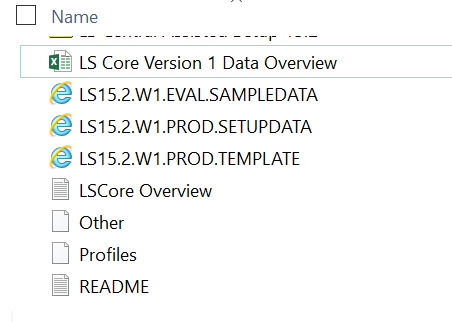 Name
LS Core Version 1 Data Overview
LS15.2.W1.EVAL.SAMPLEDATA
LS15.2.W1.PROD.SETUPDATA
LS15.2.W1.PROD.TEMPLATE
LSCore Overview
Other
Profiles
README